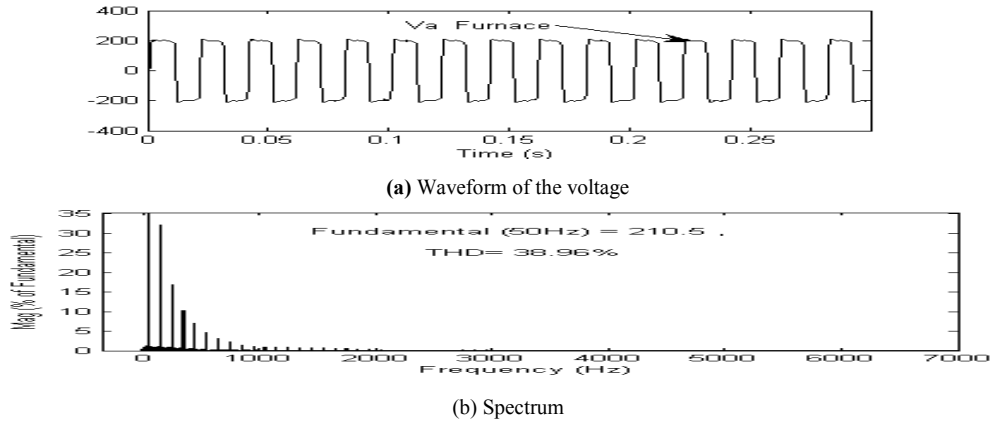 400
Va Furnace
200
0
-200
-400
0 0.05 0.1 0.15 0.2 0.25
Time (s)
(a) Waveform of the voltage
35
Fundamental (50Hz) = 210.5 ,
30
THD= 38.96%
25
20
15
10
5
0
Mag (% of Fundamental)
0 1000 2000 3000 4000 5000 6000 7000
Frequency (Hz)
(b) Spectrum